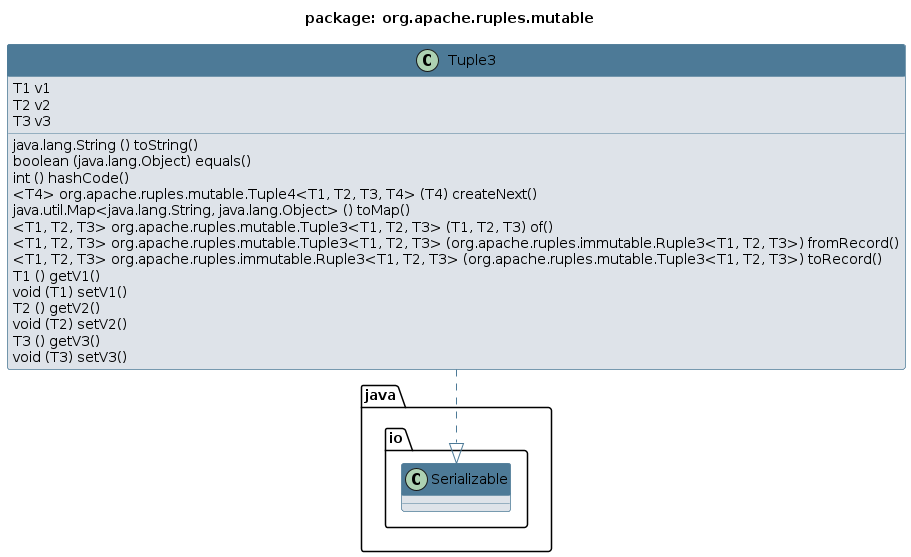 package: org.apache.ruples.mutable
C Tuple3
T1 v1
T2 v2
T3 v3
java.lang.String () toString()
boolean (java.lang.Object) equals()
int () hashCode()
<T4> org.apache.ruples.mutable.Tuple4<T1, T2, T3, T4> (T4) createNext()
java.util.Map<java.lang.String, java.lang.Object> () toMap()
<T1, T2, T3> org.apache.ruples.mutable.Tuple3<T1, T2, T3> (T1, T2, T3) of()
<T1, T2, T3> org.apache.ruples.mutable.Tuple3<T1, T2, T3> (org.apache.ruples.immutable.Ruple3<T1, T2, T3>) fromRecord()
<T1, T2, T3> org.apache.ruples.immutable.Ruple3<T1, T2, T3> (org.apache.ruples.mutable.Tuple3<T1, T2, T3>) toRecord()
T1 () getV1()
void (T1) setV1()
T2 () getV2()
void (T2) setV2()
T3 () getV3()
void (T3) setV3()
java
io
C Serializable